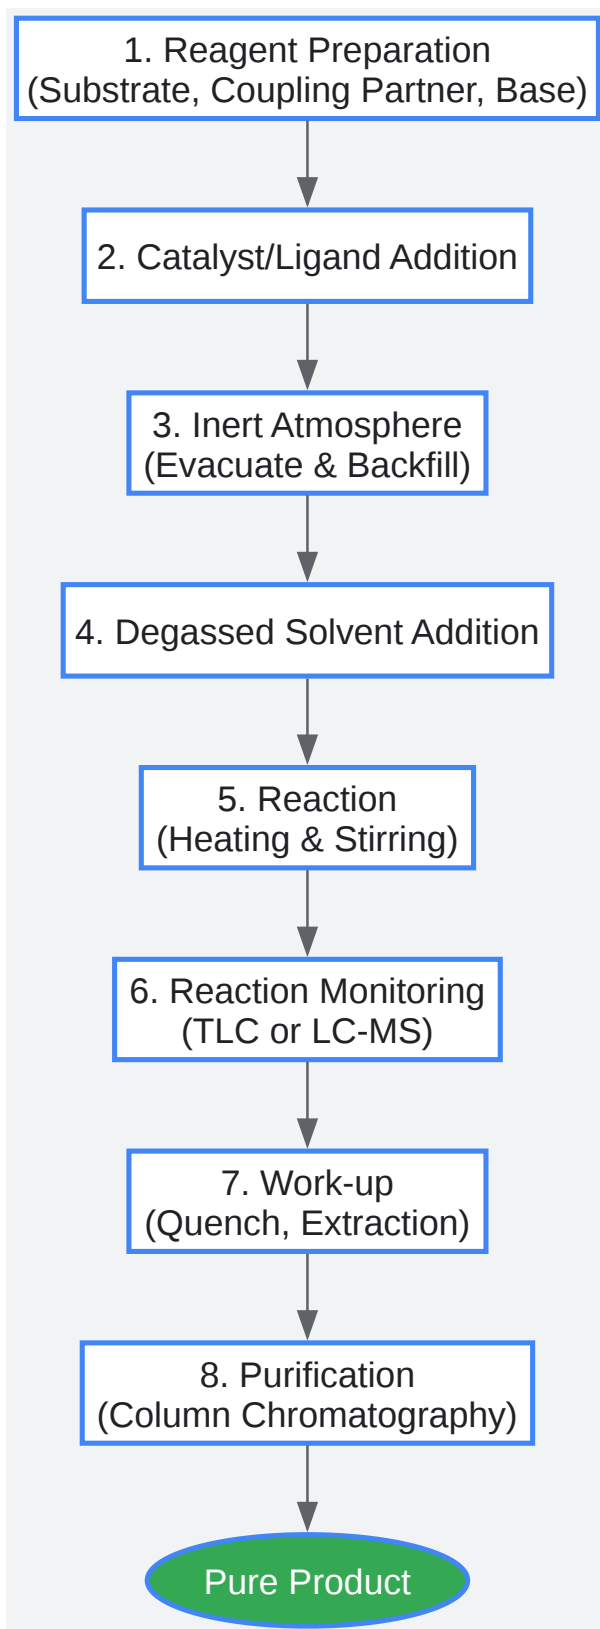 1. Reagent Preparation
(Substrate, Coupling Partner, Base)
2. Catalyst/Ligand Addition
3. Inert Atmosphere
(Evacuate & Backfill)
4. Degassed Solvent Addition
5. Reaction
(Heating & Stirring)
6. Reaction Monitoring
(TLC or LC-MS)
7. Work-up
(Quench, Extraction)
8. Purification
(Column Chromatography)
Pure Product